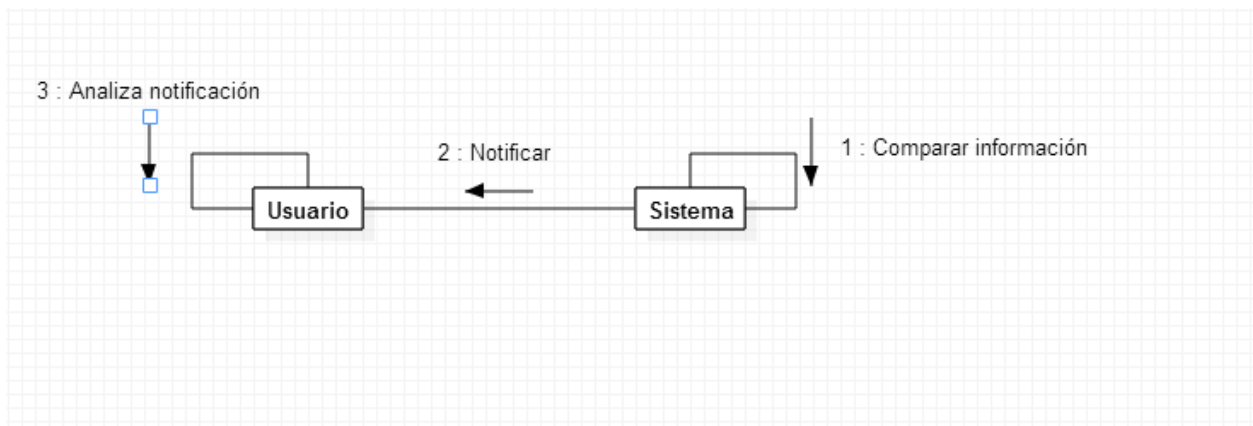 3 : Analiza notificación
2 : Notificar
1 : Comparar información
Usuario
Sistema